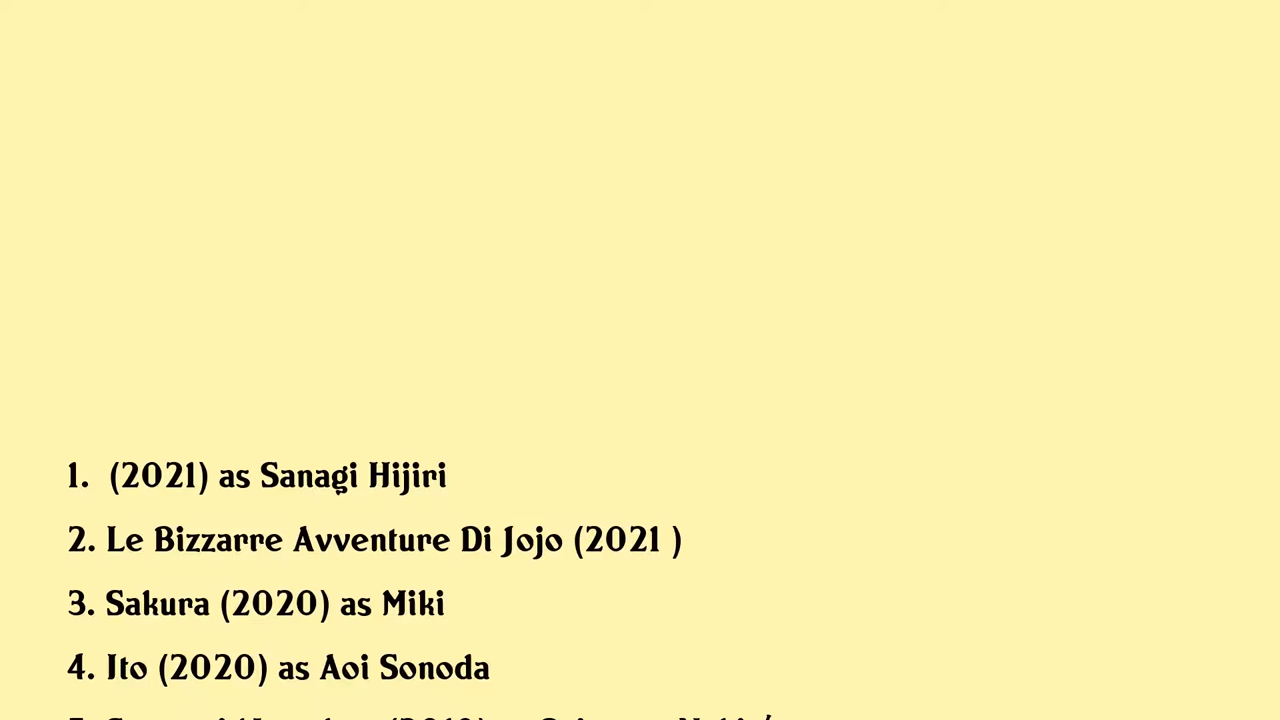 1. (2021) as Sanagi Hijiri
2. Le Bizzarre Avventure Di Jojo (2021 )
3. Sakura (2020) as Miki
4. Ito (2020) as Aoi Sonoda